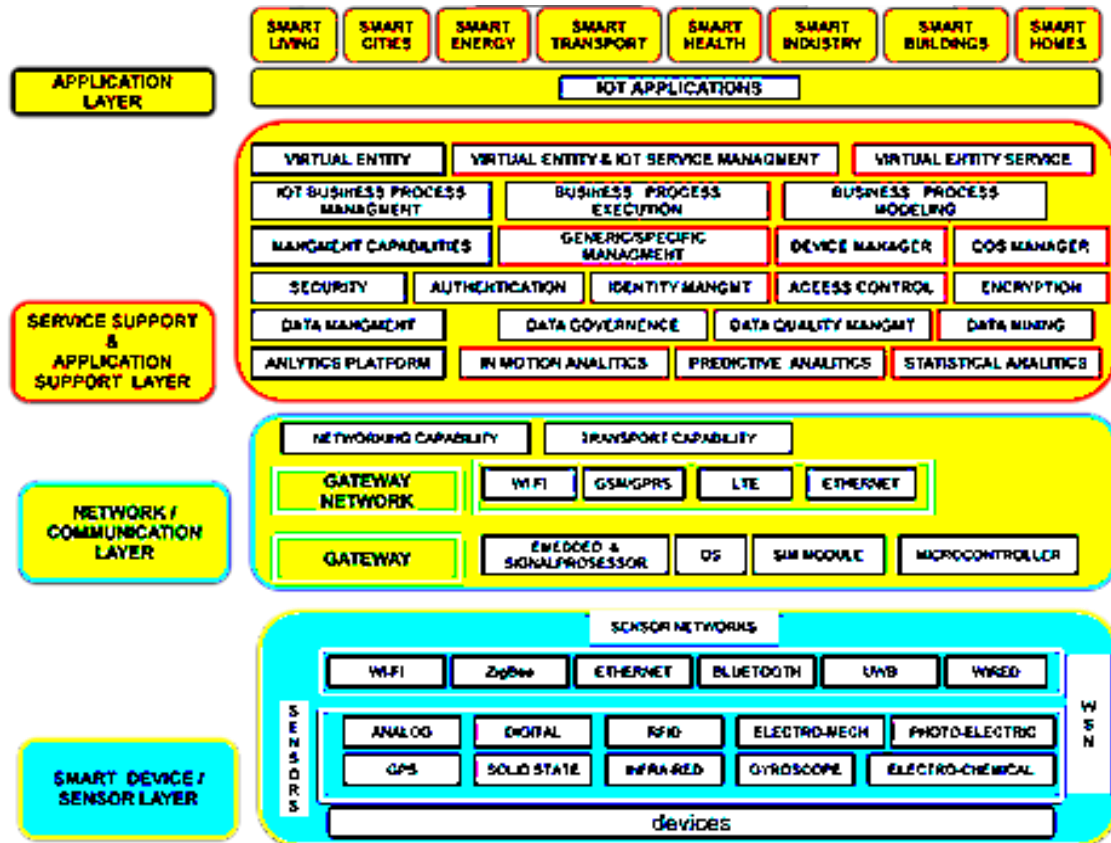 SMART LIVING
SMART CITIES
SMART ENERGY
SMART TRANSPORT
SMART HEALTH
SMART INDUSTRY
SMART BUILDINGS
SMART HOMES
APPLICATION
LAYER
IOT APPLICATIONS
VIRTUAL ENTITY
VIRTUAL ENTITY & IOT SERVICE MANAGMENT
VIRTUAL ENTITY SERVICE
IOT BUSINESS PROCESS
MANAGMENT
BUSINESS PROCESS
EXECUTION
BUSINESS PROCESS
MODELING
MANGMENT CAPABILITIES
GENERIC/SPECIFIC
MANAGMENT
DEVICE MANAGER
COS MANAGER
SECURITY
AUTHENTICATION
IDENTITY MANGMT
ACEESS CONTROL
ENCRYPTION
SERVICE SUPPORT
&
APPLICATION
SUPPORT LAYER
DATA MANGMENT
DATA GOVERNENCE
DATA QUALITY MANGMT
DATA MINING
ANLYTICS PLATFORM
IN MOTION ANALITICS
PREDICTIVE ANALITICS
STATISTICAL ANALITICS
NETWORKING CAPABILITY
TRANSPORT CAPABILITY
NETWORK /
COMMUNICATION
LAYER
GATEWAY
NETWORK
WI FI
GSM/GPRS
LTE
ETHERNET
GATEWAY
EMEDDED &
SIGNALPROSESSOR
OS
SIM MODULE
MICROCONTROLLER
SENSOR NETWORKS
WI-FI
ZigBee
ETHERNET
BLUETOOTH
UWB
WIRED
SENSORS
WSN
ANALOG
DIGITAL
RFID
ELECTRO-MECH
PHOTO-ELECTRIC
SMART DEVICE /
SENSOR LAYER
GPS
SOLID STATE
INFRA-RED
GYROSCOPE
ELECTRO-CHEMICAL
devices